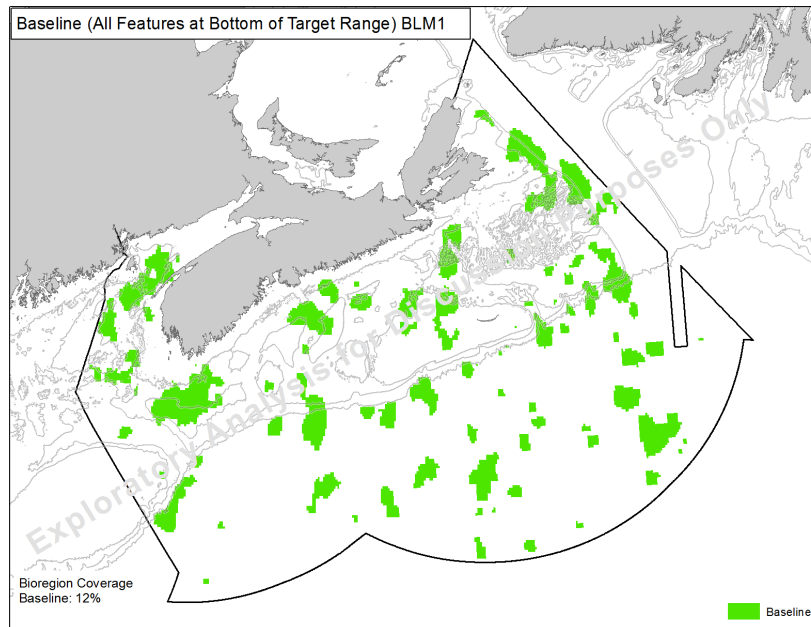 Baseline (All Features at Bottom of Target Range) BLM1
Exploratory Analysis for Discussion Purposes Only
Bioregion Coverage
Baseline: 12%
Baseline